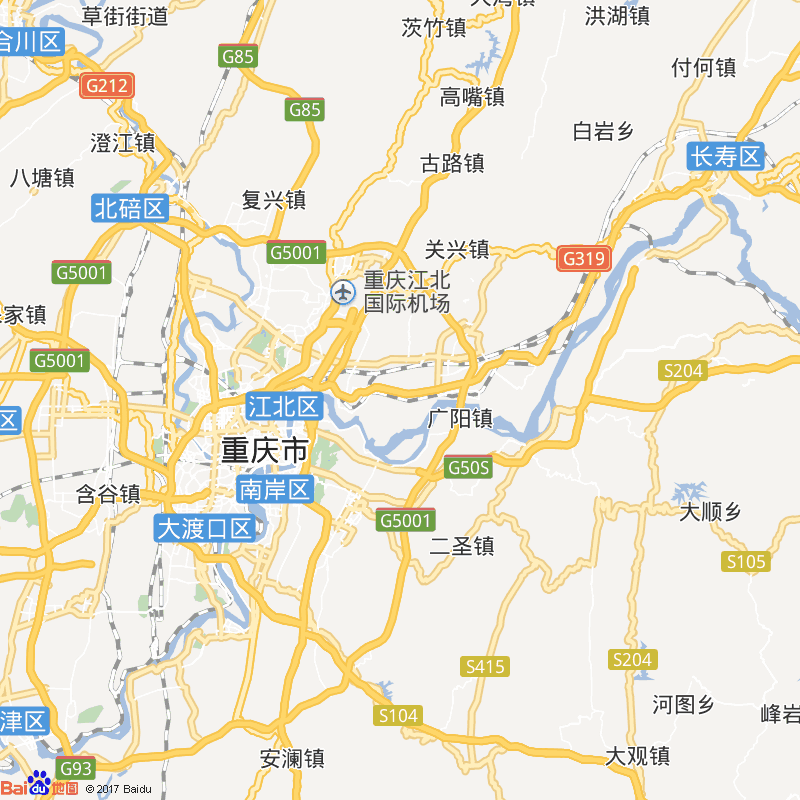 草街街道
茨竹镇
洪湖镇
合川区
G85
付何镇
G212
高嘴镇
G85
白岩乡
澄江镇
古路镇
长寿区
八塘镇
北碚区
复兴镇
G5001
关兴镇
G319
G5001
重庆江北
国际机场
家镇
G5001
S204
江北区
区
广阳镇
重庆市
G50S
南岸区
含谷镇
大顺乡
G5001
大渡口区
二圣镇
S105
S415
S204
河图乡
津区
S104
峰岩
安澜镇
大观镇
G93
Bai du 地图
© 2017 Baidu